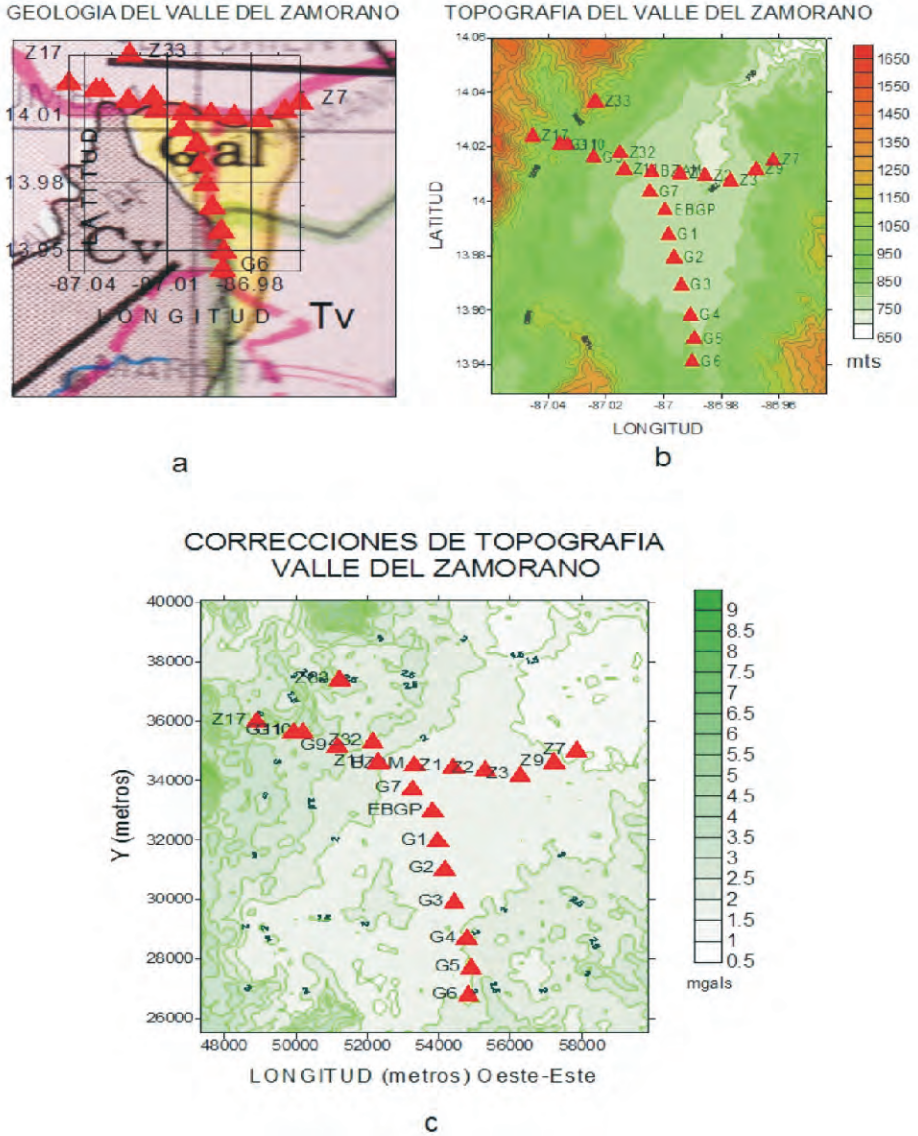 GEOLOGIA DEL VALLE DEL ZAMORANO
Z17
Z33
Z7
14.01
13.98
13.95
LATITUD
Qal
Cv
G6
-87.04 -87.01 -86.98
LONGITUD
Tv
a
TOPOGRAFIA DEL VALLE DEL ZAMORANO
14.06
14.04
14.02
14
13.98
13.96
13.94
LATITUD
Z33
Z17
Z32
Z7
Z9
Z3
G7
EBGP
G1
G2
G3
G4
G5
G6
-87.04 -87.02 -87 -86.98 -86.96
LONGITUD
1650
1550
1450
1350
1250
1150
1050
950
850
750
650
mts
b
CORRECCIONES DE TOPOGRAFIA
VALLE DEL ZAMORANO
40000
38000
36000
34000
32000
30000
28000
26000
Y (metros)
Z17
G9
Z32
Z1
Z2
Z3
Z9
Z7
G7
EBGP
G1
G2
G3
G4
G5
G6
48000 50000 52000 54000 56000 58000
LONGITUD (metros) Oeste-Este
9
8.5
8
7.5
7
6.5
6
5.5
5
4.5
4
3.5
3
2.5
2
1.5
1
0.5
mgals
c